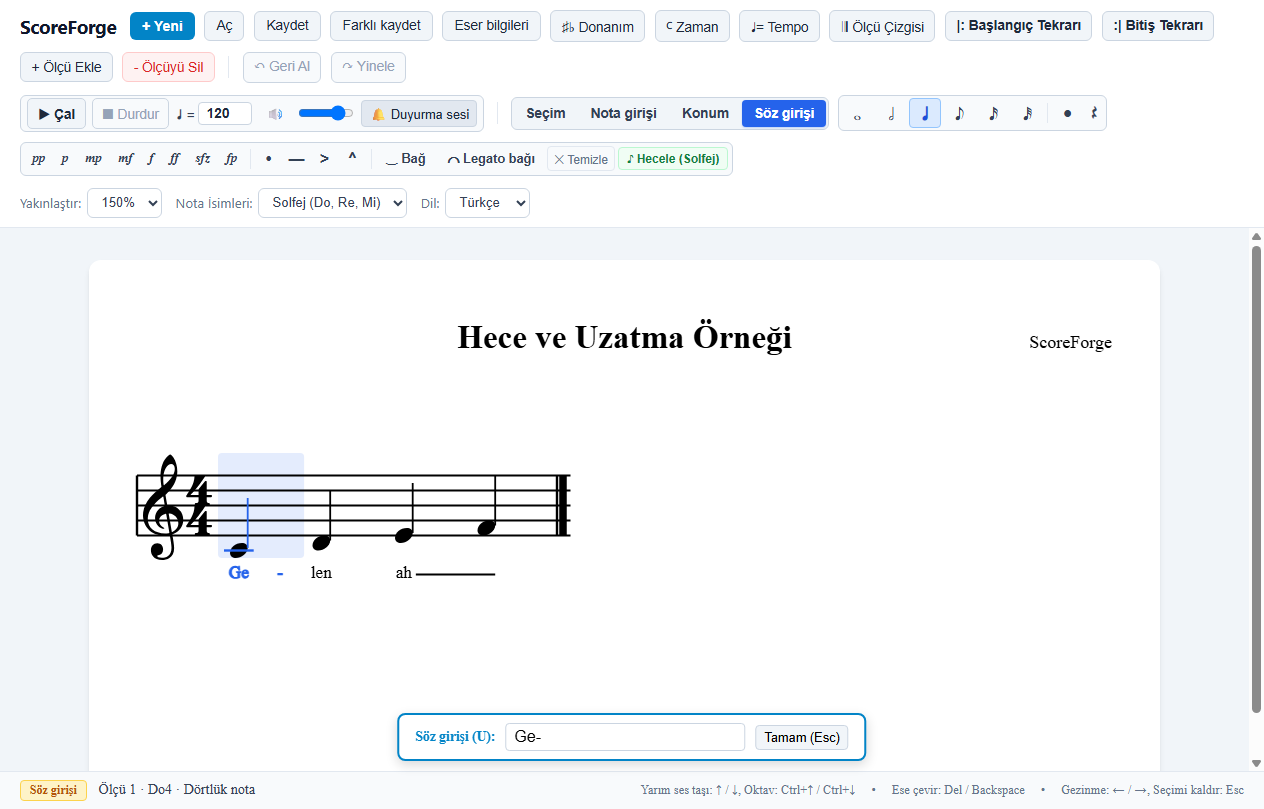 ScoreForge + Yeni Aç Kaydet Farklı kaydet Eser bilgileri ♯♭ Donanım C Zaman ♩= Tempo Ölçü Çizgisi |: Başlangıç Tekrarı :| Bitiş Tekrarı
+ Ölçü Ekle - Ölçüyü Sil ↶ Geri Al ↷ Yinele
▶ Çal ■ Durdur ♩ = 120 🔊 🔔 Duyurma sesi Seçim Nota girişi Konum Söz girişi
pp p mp mf f ff sfz fp • — > ^ Bağ Legato bağı × Temizle ♪ Hecele (Solfej)
Yakınlaştır: 150% Nota İsimleri: Solfej (Do, Re, Mi) Dil: Türkçe
Hece ve Uzatma Örneği
ScoreForge
4
4
Ge - len ah
Söz girişi (U): Ge- Tamam (Esc)
Söz girişi Ölçü 1 · Do4 · Dörtlük nota Yarım ses taşı: ↑ / ↓, Oktav: Ctrl+↑ / Ctrl+↓ • Ese çevir: Del / Backspace • Gezinme: ← / →, Seçimi kaldır: Esc